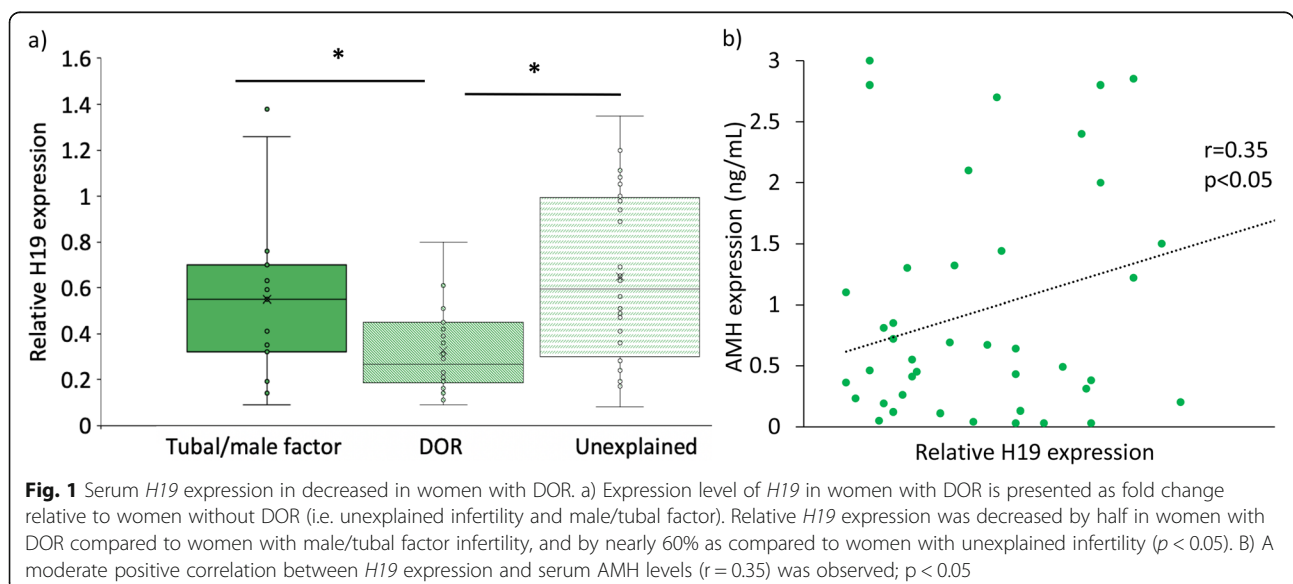 a)
*
*
Relative H19 expression
1.6
1.4
1.2
1
0.8
0.6
0.4
0.2
0
Tubal/male factor DOR Unexplained
b)
AMH expression (ng/mL)
3
2.5
2
1.5
1
0.5
0
r=0.35
p<0.05
Relative H19 expression
Fig. 1 Serum H19 expression in decreased in women with DOR. a) Expression level of H19 in women with DOR is presented as fold change
relative to women without DOR (i.e. unexplained infertility and male/tubal factor). Relative H19 expression was decreased by half in women with
DOR compared to women with male/tubal factor infertility, and by nearly 60% as compared to women with unexplained infertility (p < 0.05). B) A
moderate positive correlation between H19 expression and serum AMH levels (r = 0.35) was observed; p < 0.05